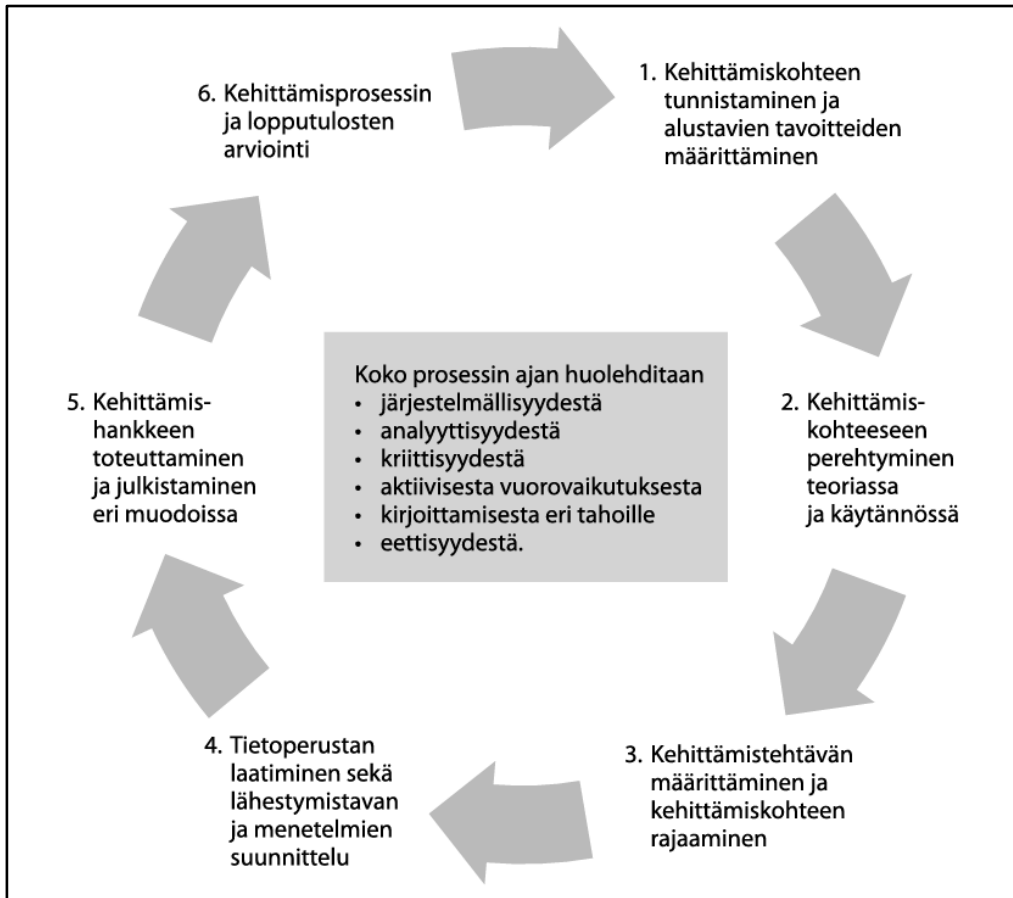 1. Kehittämiskohteen
tunnistaminen ja
alustavien tavoitteiden
määrittäminen
2. Kehittämis-
kohteeseen
perehtyminen
teoriassa
ja käytännössä
3. Kehittämistehtävän
määrittäminen ja
kehittämiskohteen
rajaaminen
4. Tietoperustan
laatiminen sekä
lähestymistavan
ja menetelmien
suunnittelu
5. Kehittämis-
hankkeen
toteuttaminen
ja julkistaminen
eri muodoissa
6. Kehittämisprosessin
ja lopputulosten
arviointi
Koko prosessin ajan huolehditaan
• järjestelmällisyydestä
• analyyttisyydestä
• kriittisyydestä
• aktiivisesta vuorovaikutuksesta
• kirjoittamisesta eri tahoille
• eettisyydestä.